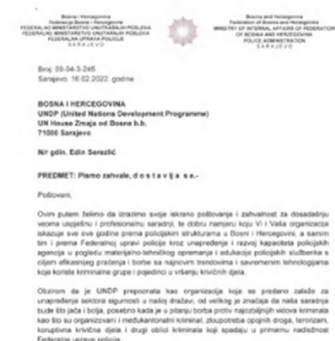 Bosna i Hercegovina
Federacija Bosne i Hercegovine
FEDERALNO MINISTARSTVO UNUTRAŠNJIH POSLOVA
FEDERALNO MINISTARSTVO UNUTARNJIH POSLOVA
FEDERALNA UPRAVA POLICIJE
SARAJEVO
Bosnia and Herzegovina
Federation of Bosnia and Herzegovina
MINISTRY OF INTERNAL AFFAIRS OF FEDERATION
OF BOSNIA AND HERZEGOVINA
POLICE ADMINISTRATION
SARAJEVO
Broj: 09-04-3-245
Sarajevo, 16.02.2022. godine
BOSNA I HERCEGOVINA
UNDP (United Nations Development Programme)
UN House Zmaja od Bosne b.b.
71000 Sarajevo
N/r gdin. Edin Serezlić
PREDMET: Pismo zahvale, d o s t a v l j a se.-
Poštovani,
Ovim putem želimo da izrazimo svoje iskreno poštovanje i zahvalnost za dosadašnju
veoma uspješnu i profesionalnu saradnju, te dobru namjeru koju Vi i Vaša organizacija
iskazuje sve ove godine prema policijskim strukturama u Bosni i Hercegovini, a samim
tim i prema Federalnoj upravi policije kroz unapređenje i razvoj kapaciteta policijskih
agencija u pogledu materijalno-tehničkog opremanja i edukacije policijskih službenika s
ciljem efikasnijeg praćenja i borbe sa najnovijim trendovima i savremenim tehnologijama
koje koriste kriminalne grupe i pojedinci u vršenju krivičnih djela.
Obzirom da je UNDP prepoznata kao organizacija koja se predano zalaže za
unapređenje sektora sigurnosti u našoj državi, od velikog je značaja da naša saradnja
bude što jača i bolja, posebno kada je u pitanju borba protiv najozbiljnijih vidova kriminala
kao što su organizovani i međukantonalni kriminal, zloupotreba opojnih droga, terorizam,
koruptivna krivična djela i drugi oblici kriminala koji spadaju u primarnu nadležnost
Federalne uprave policije.